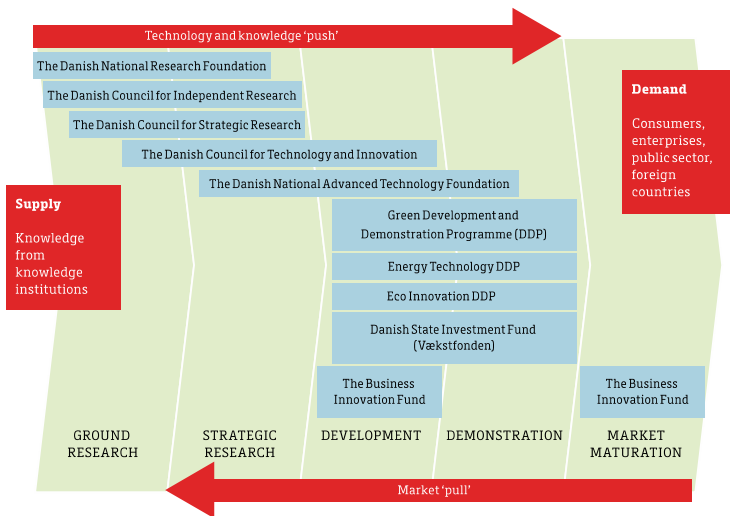 Technology and knowledge ‘push’
The Danish National Research Foundation
The Danish Council for Independent Research
The Danish Council for Strategic Research
The Danish Council for Technology and Innovation
The Danish National Advanced Technology Foundation
Green Development and
Demonstration Programme (DDP)
Energy Technology DDP
Eco Innovation DDP
Danish State Investment Fund
(Vækstfonden)
The Business
Innovation Fund
The Business
Innovation Fund
Supply
Knowledge
from
knowledge
institutions
Demand
Consumers,
enterprises,
public sector,
foreign
countries
GROUND
RESEARCH
STRATEGIC
RESEARCH
DEVELOPMENT
DEMONSTRATION
MARKET
MATURATION
Market ‘pull’